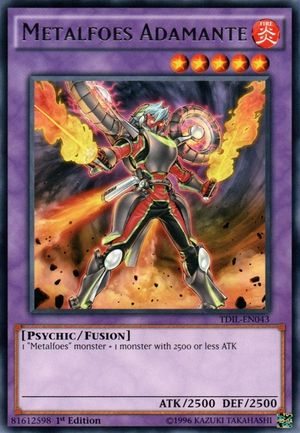 METALFOES ADAMANTE
FIRE
炎
TDIL-EN043
[PSYCHIC/FUSION]
1 "Metalfoes" monster + 1 monster with 2500 or less ATK
ATK/2500 DEF/2500
81612598 1st Edition ©1996 KAZUKI TAKAHASHI